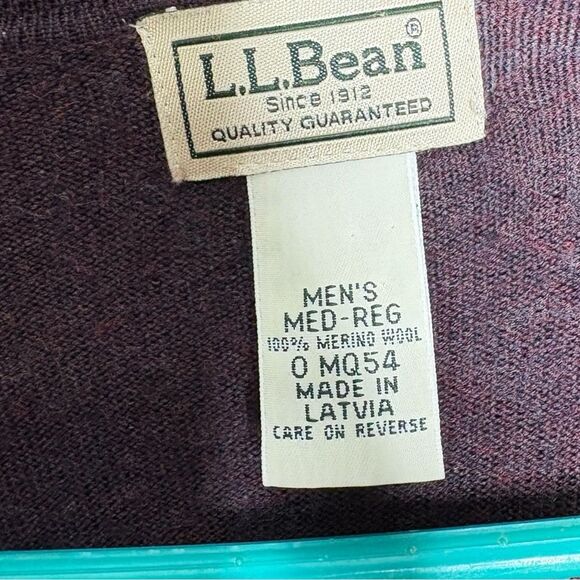 L.L.Bean®
Since 1912
QUALITY GUARANTEED
MEN'S
MED-REG
100% MERINO WOOL
0 MQ54
MADE IN
LATVIA
CARE ON REVERSE